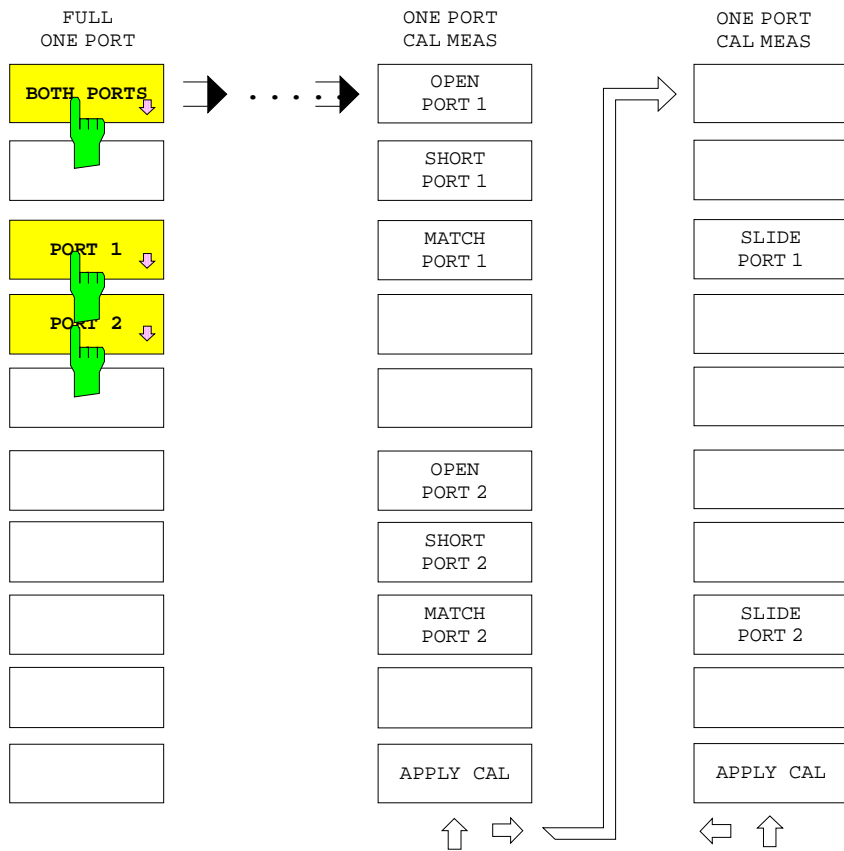 FULL
ONE PORT
BOTH PORTS
PORT 1
PORT 2
ONE PORT
CAL MEAS
OPEN
PORT 1
SHORT
PORT 1
MATCH
PORT 1
OPEN
PORT 2
SHORT
PORT 2
MATCH
PORT 2
APPLY CAL
ONE PORT
CAL MEAS
SLIDE
PORT 1
SLIDE
PORT 2
APPLY CAL